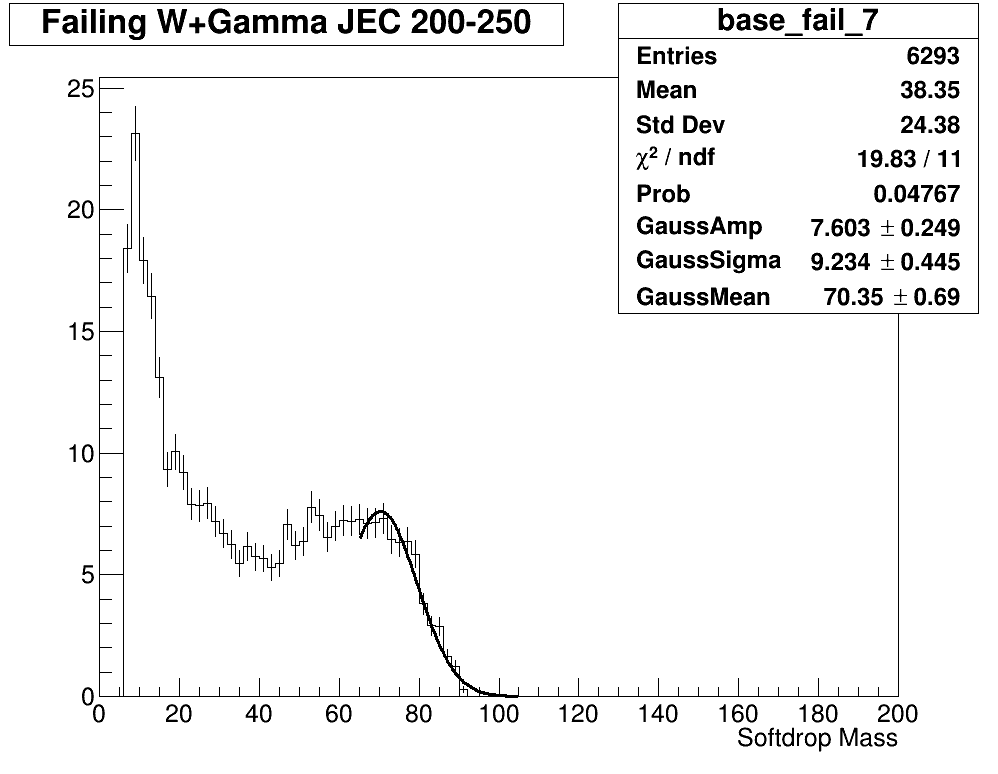 Failing W+Gamma JEC 200-250
base_fail_7
Entries 6293
Mean 38.35
Std Dev 24.38
χ² / ndf 19.83 / 11
Prob 0.04767
GaussAmp 7.603 ± 0.249
GaussSigma 9.234 ± 0.445
GaussMean 70.35 ± 0.69
25
20
15
10
5
0
0 20 40 60 80 100 120 140 160 180 200
Softdrop Mass